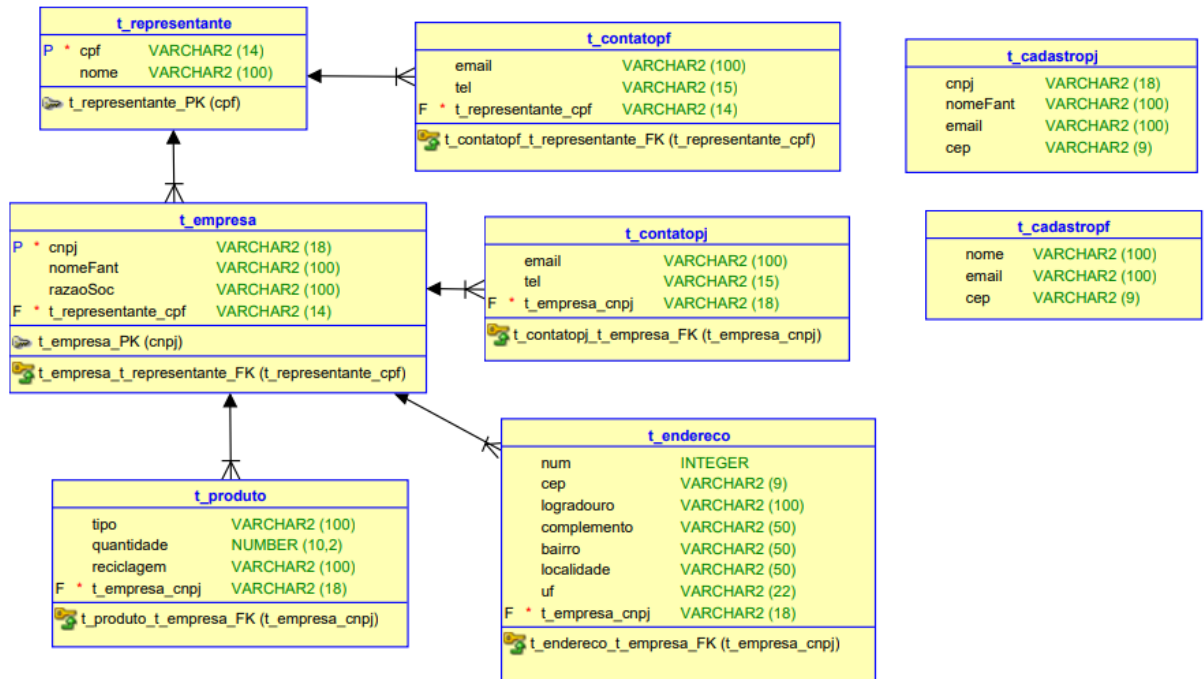 t_representante
P * cpf VARCHAR2 (14)
nome VARCHAR2 (100)
t_representante_PK (cpf)
t_contatopf
email VARCHAR2 (100)
tel VARCHAR2 (15)
F * t_representante_cpf VARCHAR2 (14)
t_contatopf_t_representante_FK (t_representante_cpf)
t_cadastropj
cnpj VARCHAR2 (18)
nomeFant VARCHAR2 (100)
email VARCHAR2 (100)
cep VARCHAR2 (9)
t_empresa
P * cnpj VARCHAR2 (18)
nomeFant VARCHAR2 (100)
razaoSoc VARCHAR2 (100)
F * t_representante_cpf VARCHAR2 (14)
t_empresa_PK (cnpj)
t_empresa_t_representante_FK (t_representante_cpf)
t_contatopj
email VARCHAR2 (100)
tel VARCHAR2 (15)
F * t_empresa_cnpj VARCHAR2 (18)
t_contatopj_t_empresa_FK (t_empresa_cnpj)
t_cadastropf
nome VARCHAR2 (100)
email VARCHAR2 (100)
cep VARCHAR2 (9)
t_produto
tipo VARCHAR2 (100)
quantidade NUMBER (10,2)
reciclagem VARCHAR2 (100)
F * t_empresa_cnpj VARCHAR2 (18)
t_produto_t_empresa_FK (t_empresa_cnpj)
t_endereco
num INTEGER
cep VARCHAR2 (9)
logradouro VARCHAR2 (100)
complemento VARCHAR2 (50)
bairro VARCHAR2 (50)
localidade VARCHAR2 (50)
uf VARCHAR2 (22)
F * t_empresa_cnpj VARCHAR2 (18)
t_endereco_t_empresa_FK (t_empresa_cnpj)